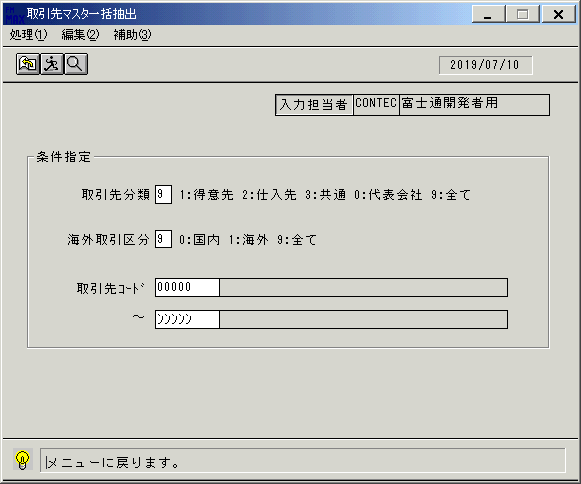 取引先マスター括抽出
処理(1) 編集(2) 補助(3)
2019/07/10
入力担当者 CONTEC 富士通開発者用
条件指定
取引先分類 9 1:得意先 2:仕入先 3:共通 0:代表会社 9:全て
海外取引区分 9 0:国内 1:海外 9:全て
取引先ｺｰﾄﾞ 00000
～ ﾝﾝﾝﾝﾝ
メニューに戻ります。